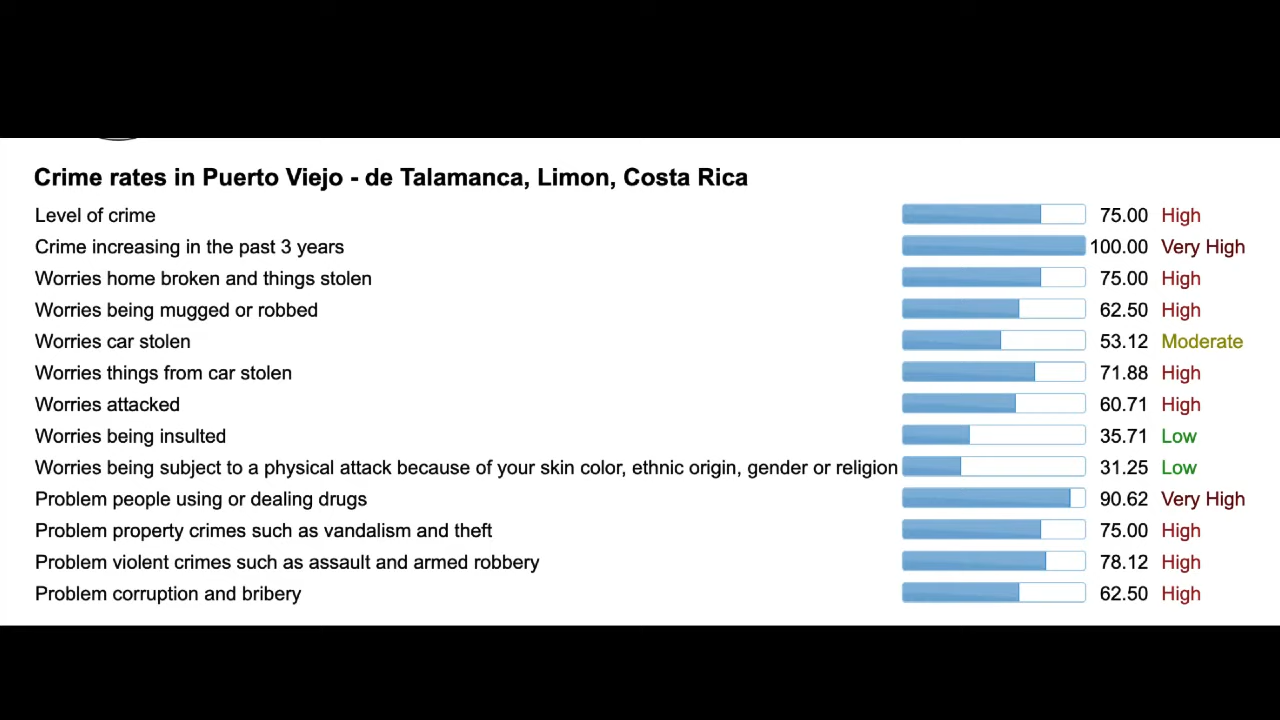 Crime rates in Puerto Viejo - de Talamanca, Limon, Costa Rica
Level of crime 75.00 High
Crime increasing in the past 3 years 100.00 Very High
Worries home broken and things stolen 75.00 High
Worries being mugged or robbed 62.50 High
Worries car stolen 53.12 Moderate
Worries things from car stolen 71.88 High
Worries attacked 60.71 High
Worries being insulted 35.71 Low
Worries being subject to a physical attack because of your skin color, ethnic origin, gender or religion 31.25 Low
Problem people using or dealing drugs 90.62 Very High
Problem property crimes such as vandalism and theft 75.00 High
Problem violent crimes such as assault and armed robbery 78.12 High
Problem corruption and bribery 62.50 High